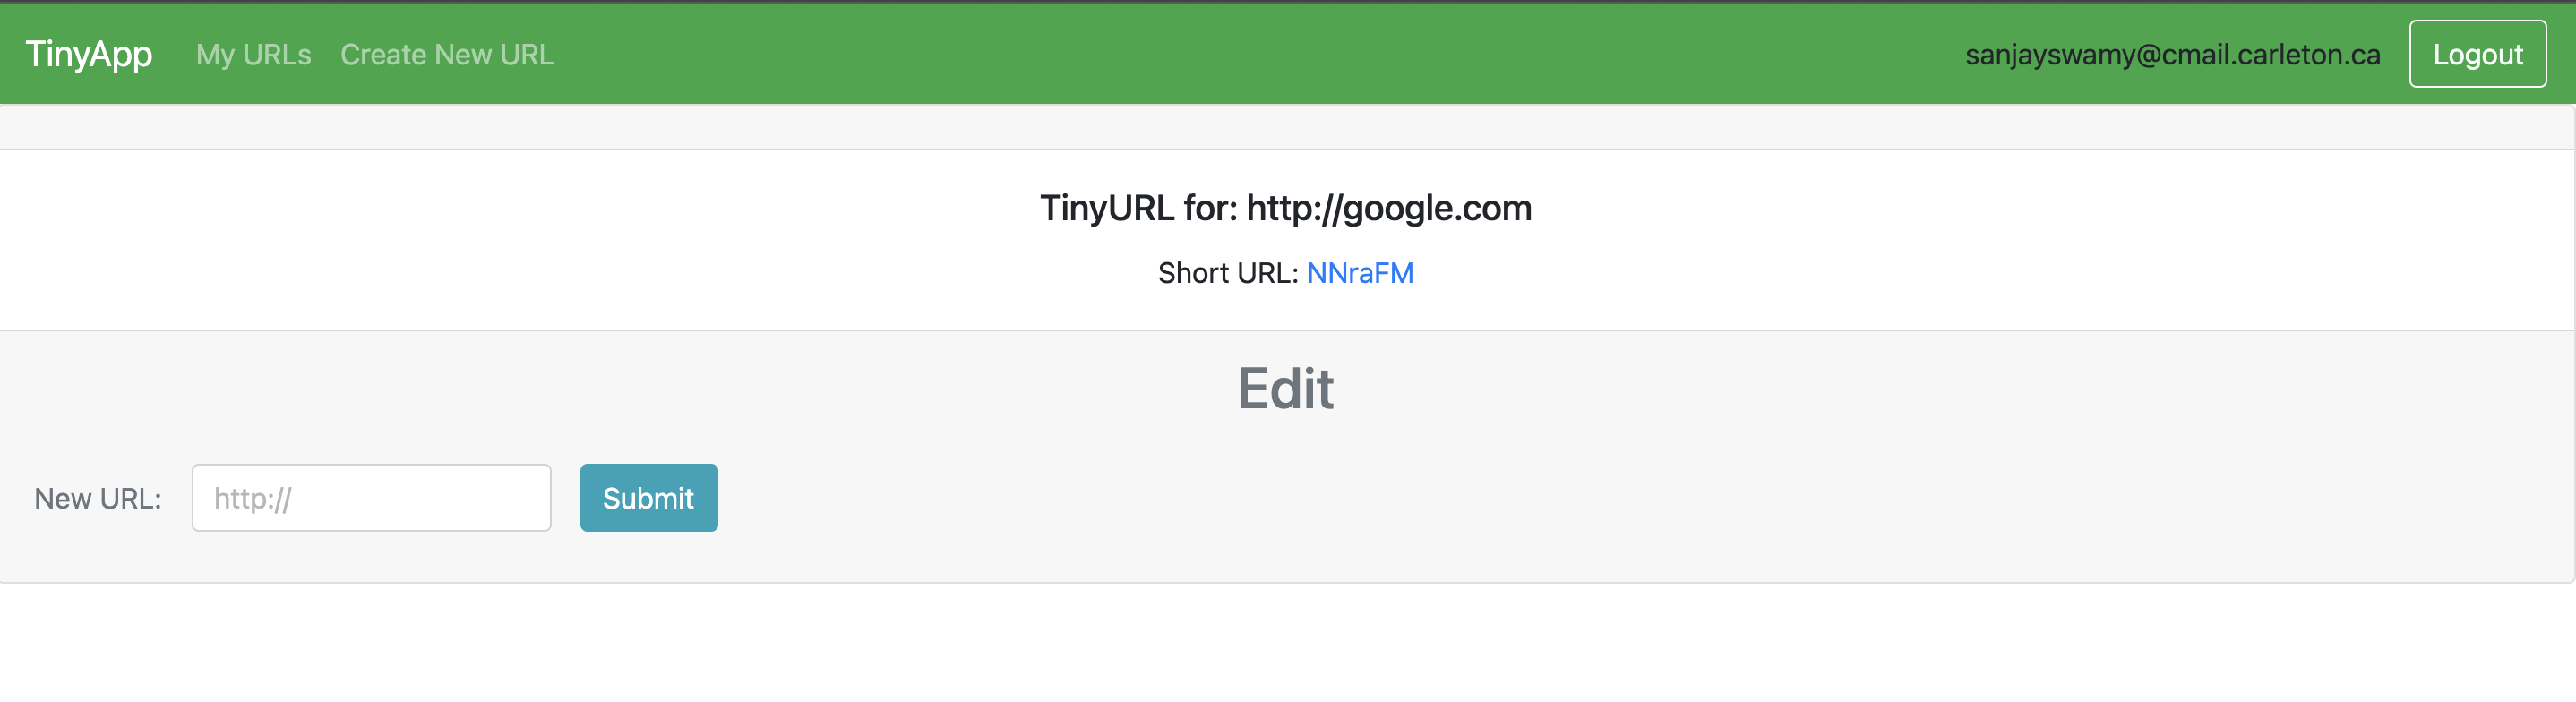 TinyApp My URLs Create New URL sanjayswamy@cmail.carleton.ca Logout
TinyURL for: http://google.com
Short URL: NNraFM
Edit
New URL: http:// Submit